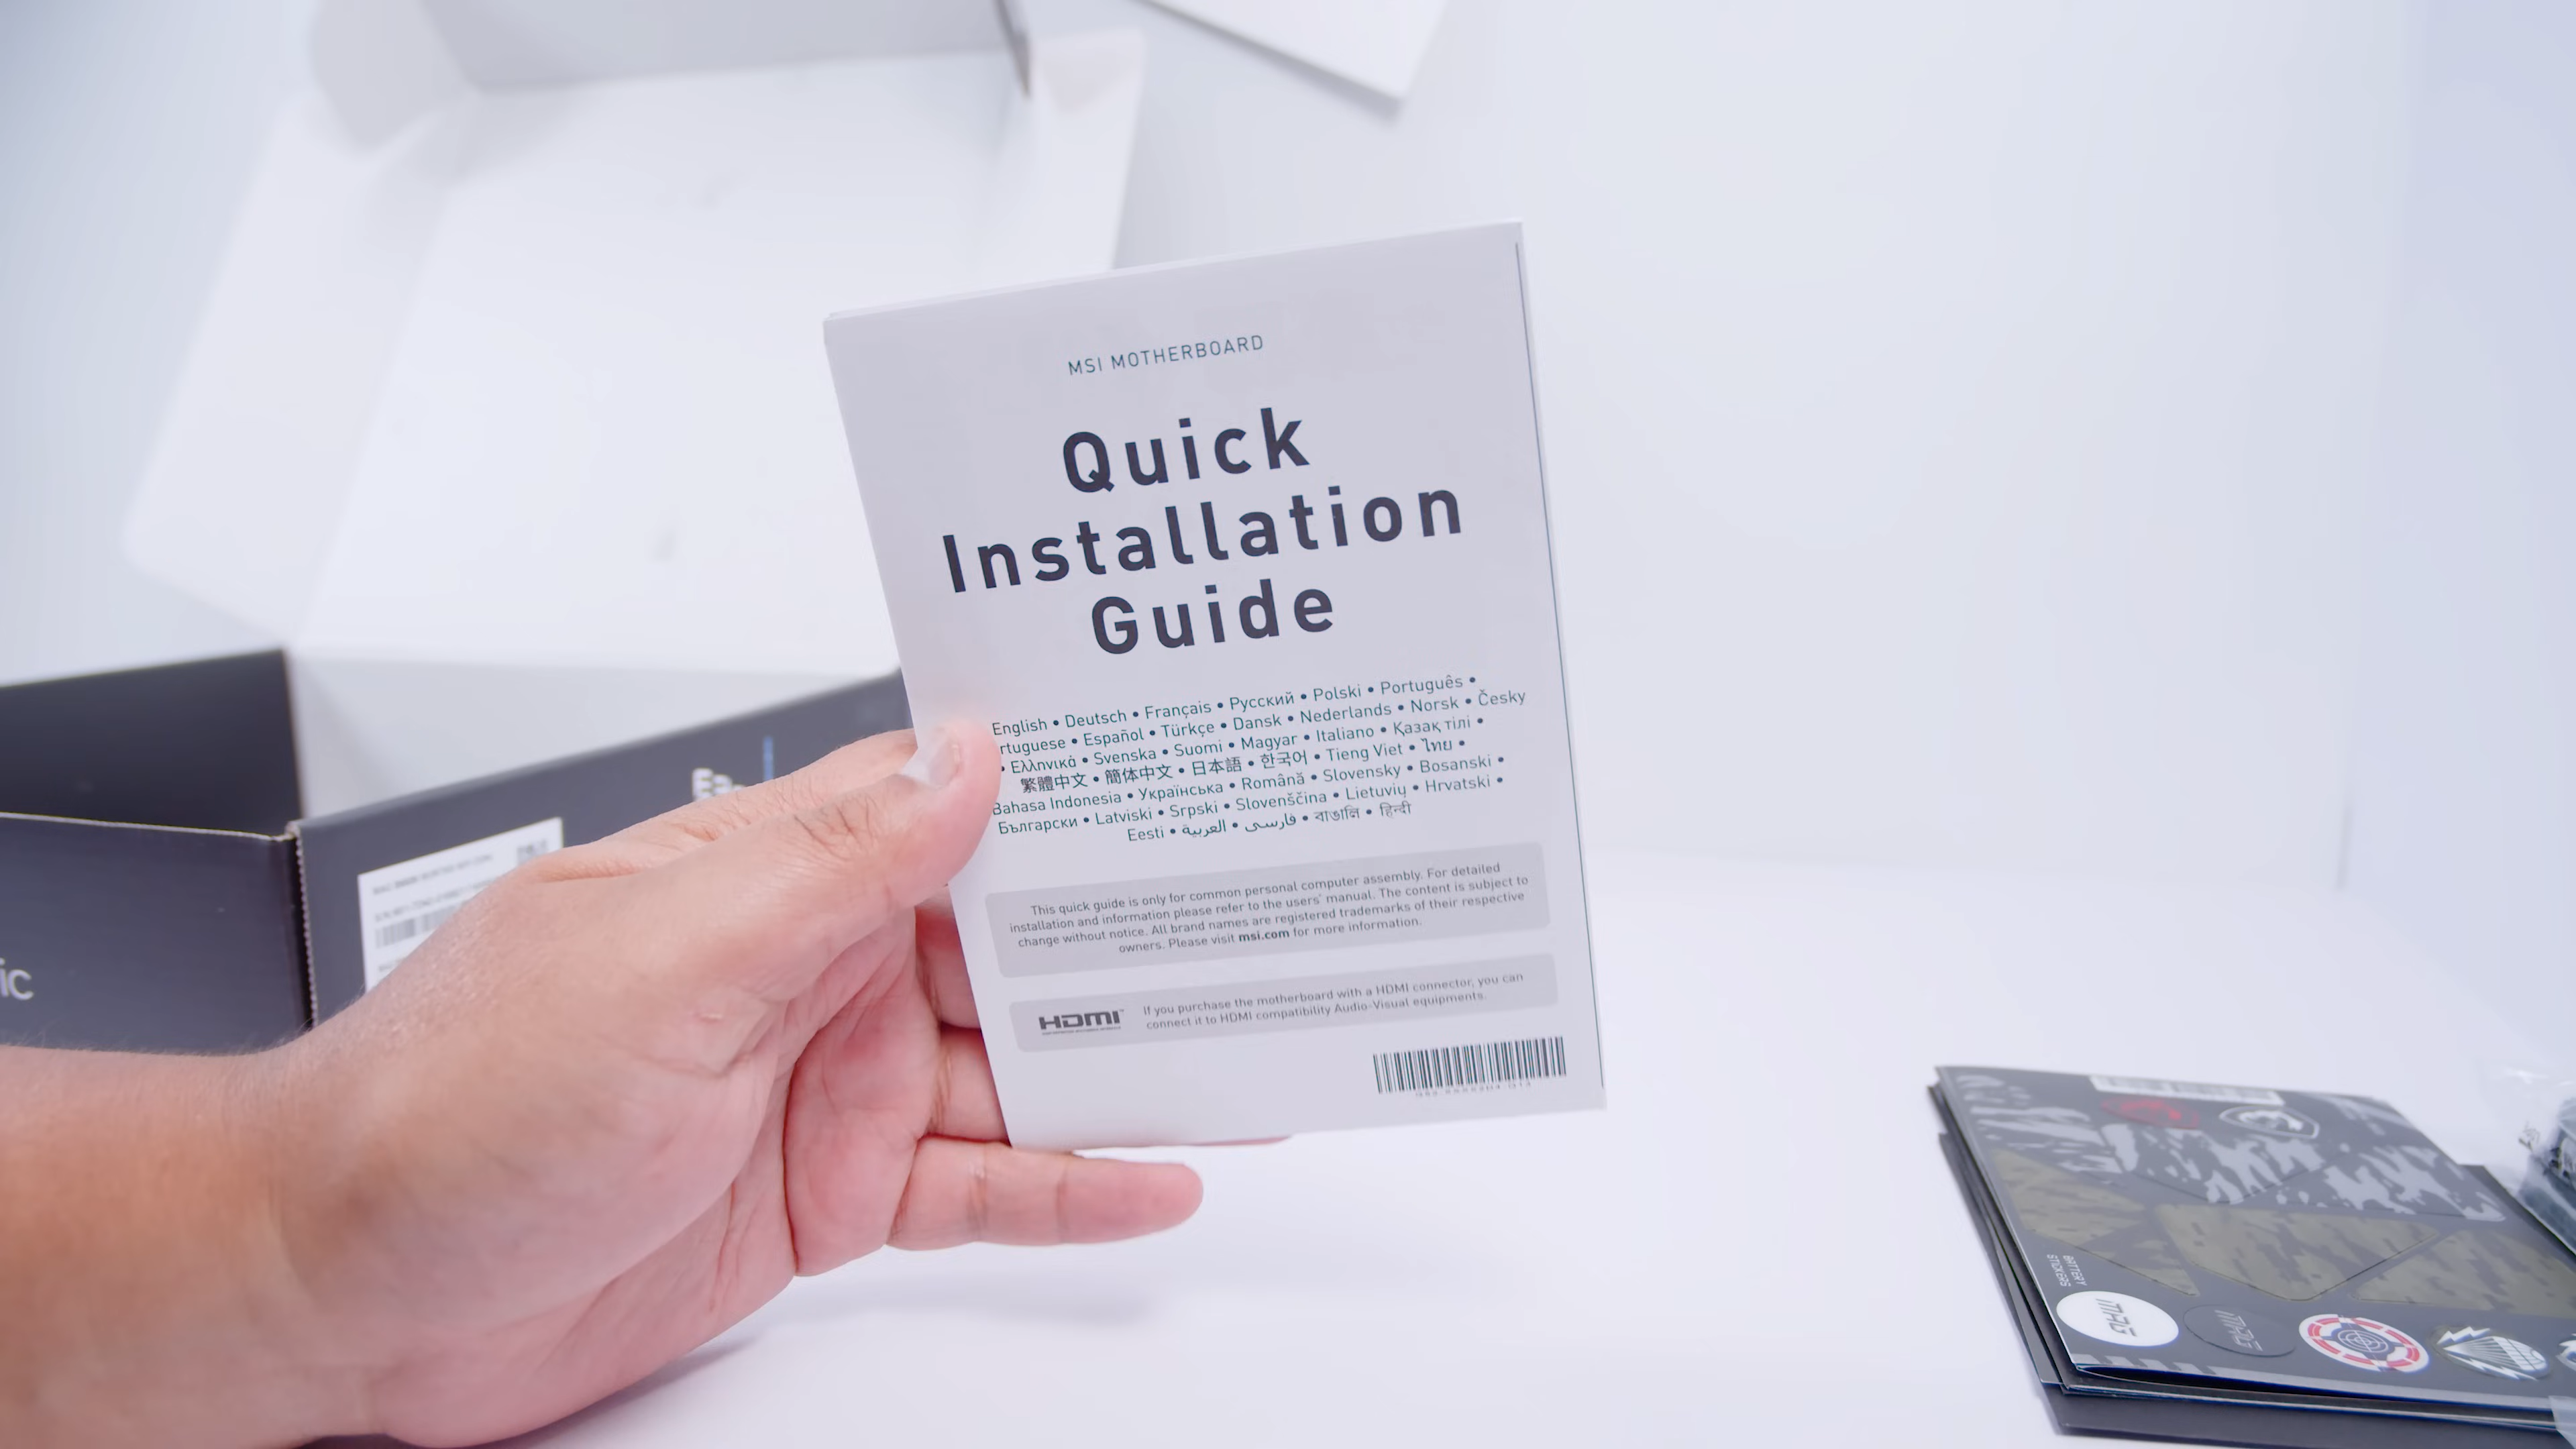 MSI MOTHERBOARD
Quick
Installation
Guide
English • Deutsch • Français • Русский • Polski • Português •
rtuguese • Español • Türkçe • Dansk • Nederlands • Norsk • Česky
• Ελληνικά • Svenska • Suomi • Magyar • Italiano • Қазақ тілі •
繁體中文 • 簡体中文 • 日本語 • 한국어 • Tieng Viet • ไทย •
Bahasa Indonesia • Українська • Română • Slovensky • Bosanski •
Български • Latviski • Srpski • Slovenščina • Lietuvių • Hrvatski •
Eesti • العربية • فارسی • বাঙালি • हिन्दी
This quick guide is only for common personal computer assembly. For detailed
installation and information please refer to the users' manual. The content is subject to
change without notice. All brand names are registered trademarks of their respective
owners. Please visit msi.com for more information.
HDMI™
If you purchase the motherboard with a HDMI connector, you can
connect it to HDMI compatibility Audio-Visual equipments.
ic
BATTERY
STICKERS
MAG
MAG